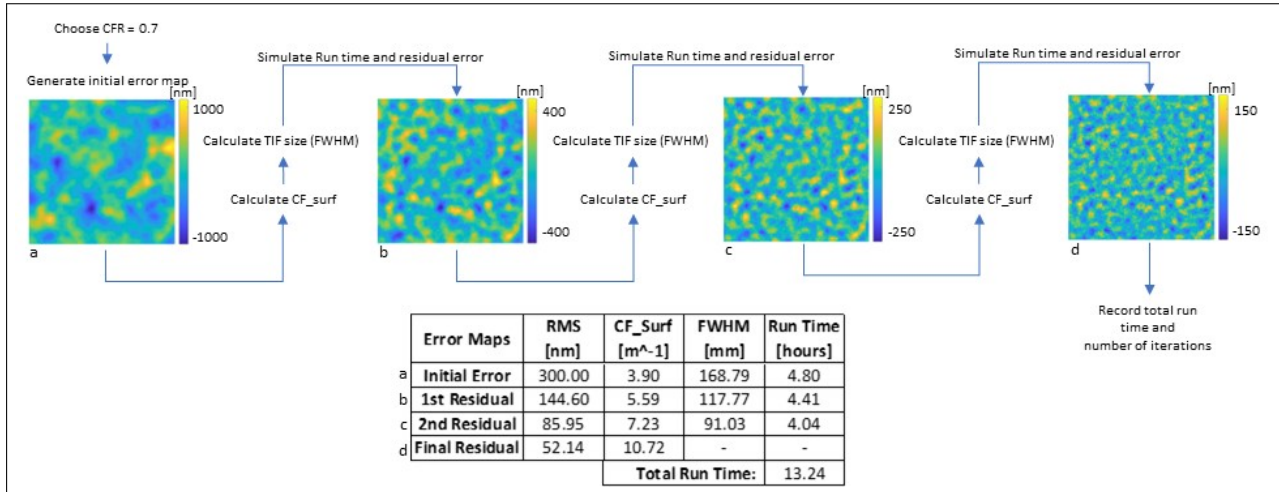 Choose CFR = 0.7
Generate initial error map
[nm]
1000
-1000
a
Simulate Run time and residual error
Calculate TIF size (FWHM)
Calculate CF_surf
[nm]
400
-400
b
Simulate Run time and residual error
Calculate TIF size (FWHM)
Calculate CF_surf
[nm]
250
-250
c
Simulate Run time and residual error
Calculate TIF size (FWHM)
Calculate CF_surf
[nm]
150
-150
d
Record total run
time and
number of iterations
Error Maps RMS [nm] CF_Surf [m^-1] FWHM [mm] Run Time [hours]
a Initial Error 300.00 3.90 168.79 4.80
b 1st Residual 144.60 5.59 117.77 4.41
c 2nd Residual 85.95 7.23 91.03 4.04
d Final Residual 52.14 10.72 - -
Total Run Time: 13.24